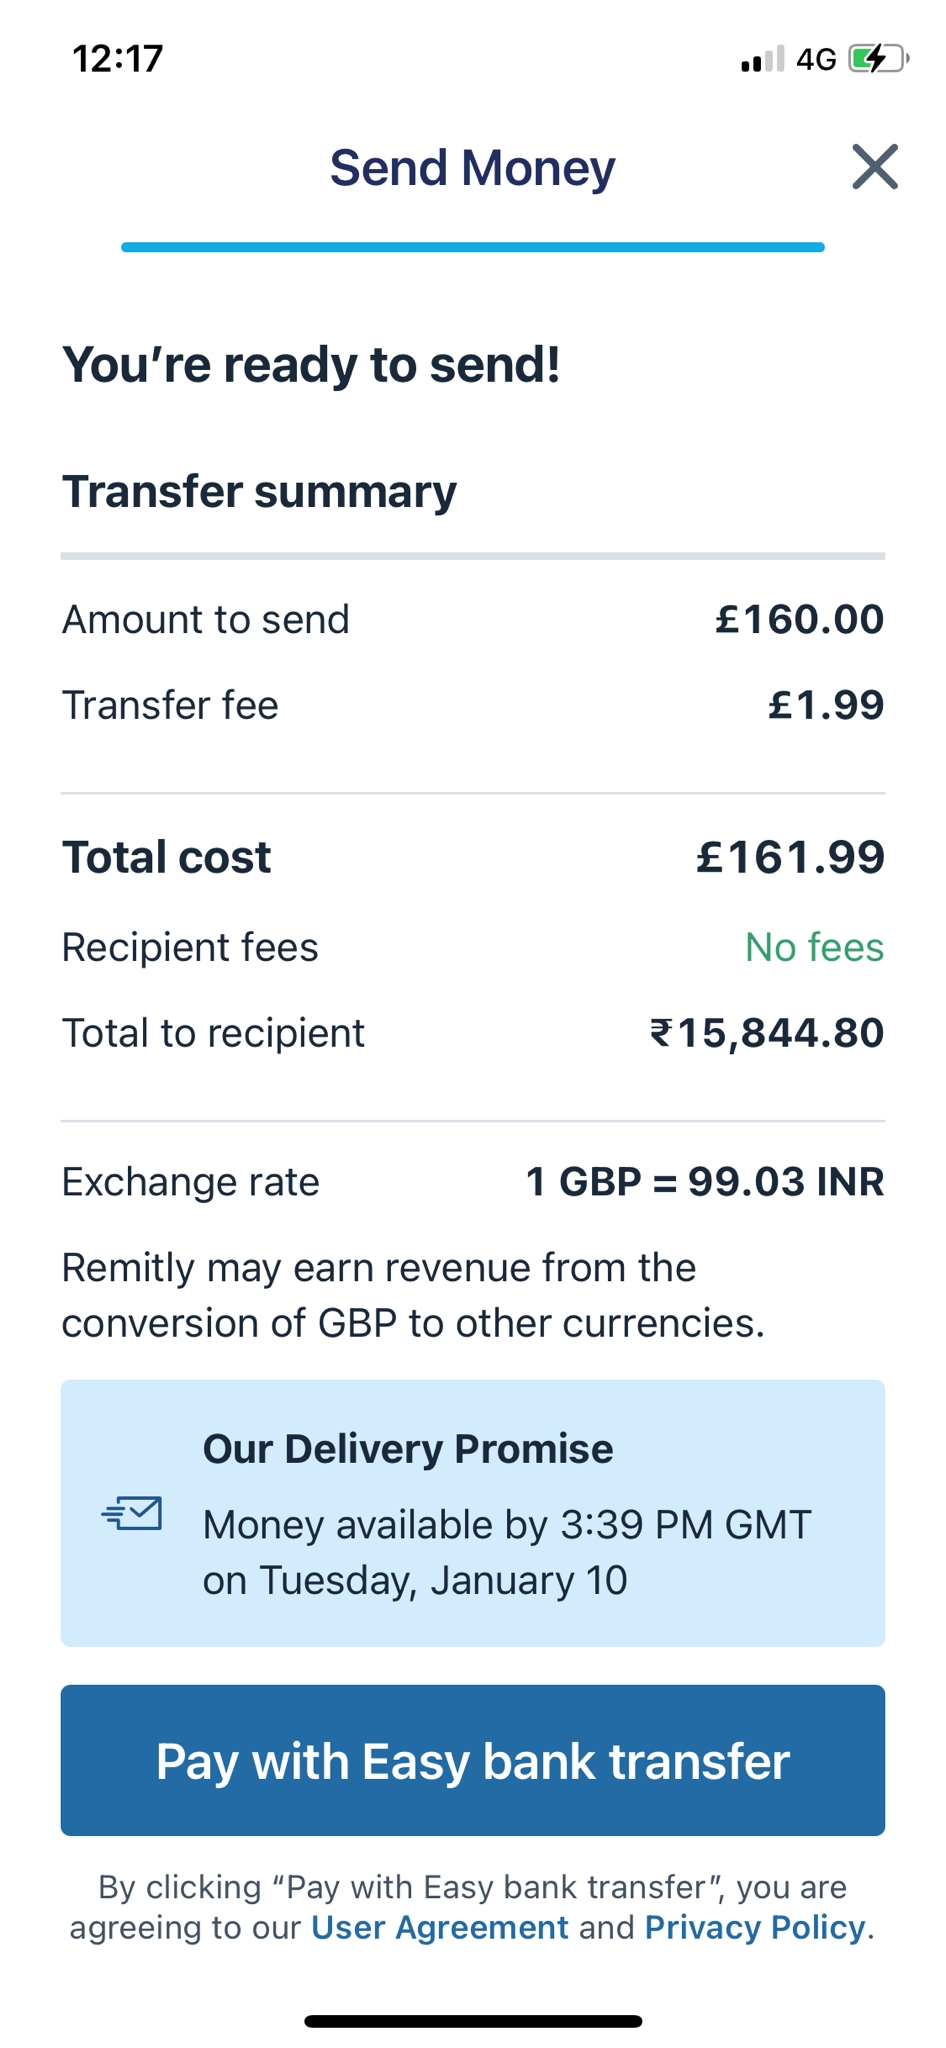 12:17
4G
Send Money
You’re ready to send!
Transfer summary
Amount to send £160.00
Transfer fee £1.99
Total cost £161.99
Recipient fees No fees
Total to recipient ₹15,844.80
Exchange rate 1 GBP = 99.03 INR
Remitly may earn revenue from the
conversion of GBP to other currencies.
Our Delivery Promise
Money available by 3:39 PM GMT
on Tuesday, January 10
Pay with Easy bank transfer
By clicking “Pay with Easy bank transfer”, you are
agreeing to our User Agreement and Privacy Policy.